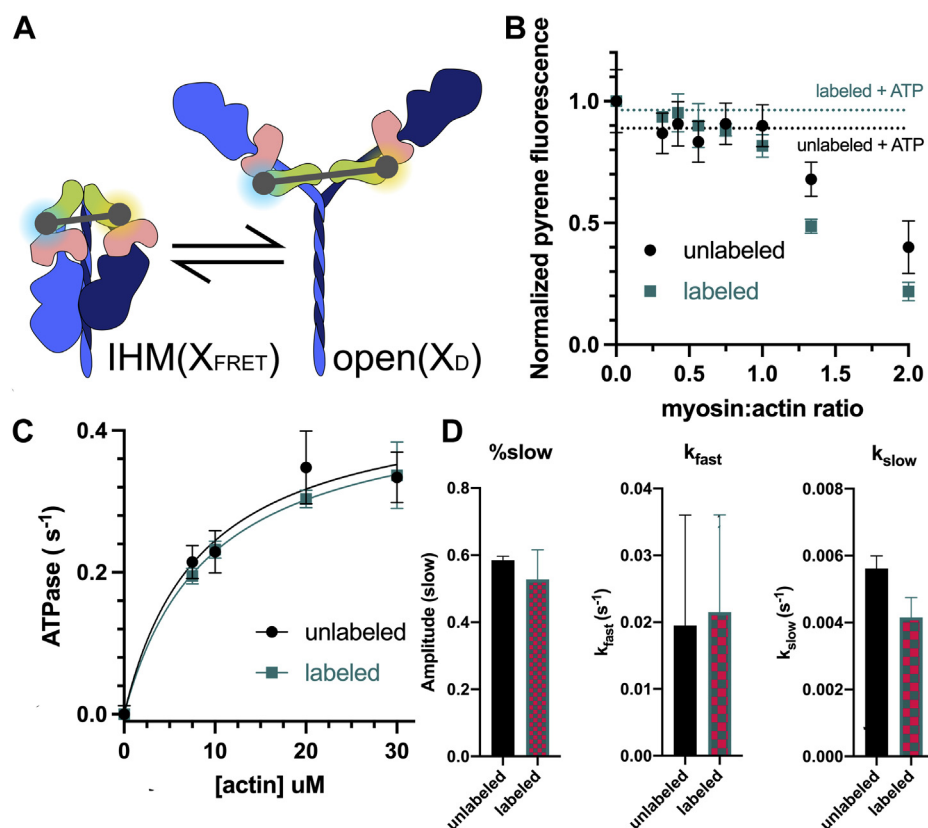 A
IHM(XFRET)
open(XD)
B
Normalized pyrene fluorescence
1.0
0.5
0.0
labeled + ATP
unlabeled + ATP
unlabeled
labeled
0.0 0.5 1.0 1.5 2.0
myosin:actin ratio
C
ATPase ( s-1)
0.4
0.2
0.0
unlabeled
labeled
0 10 20 30
[actin] uM
D
%slow
Amplitude (slow)
0.8
0.6
0.4
0.2
0.0
unlabeled
labeled
kfast
kfast (s-1)
0.04
0.03
0.02
0.01
0.00
unlabeled
labeled
kslow
kslow (s-1)
0.008
0.006
0.004
0.002
0.000
unlabeled
labeled